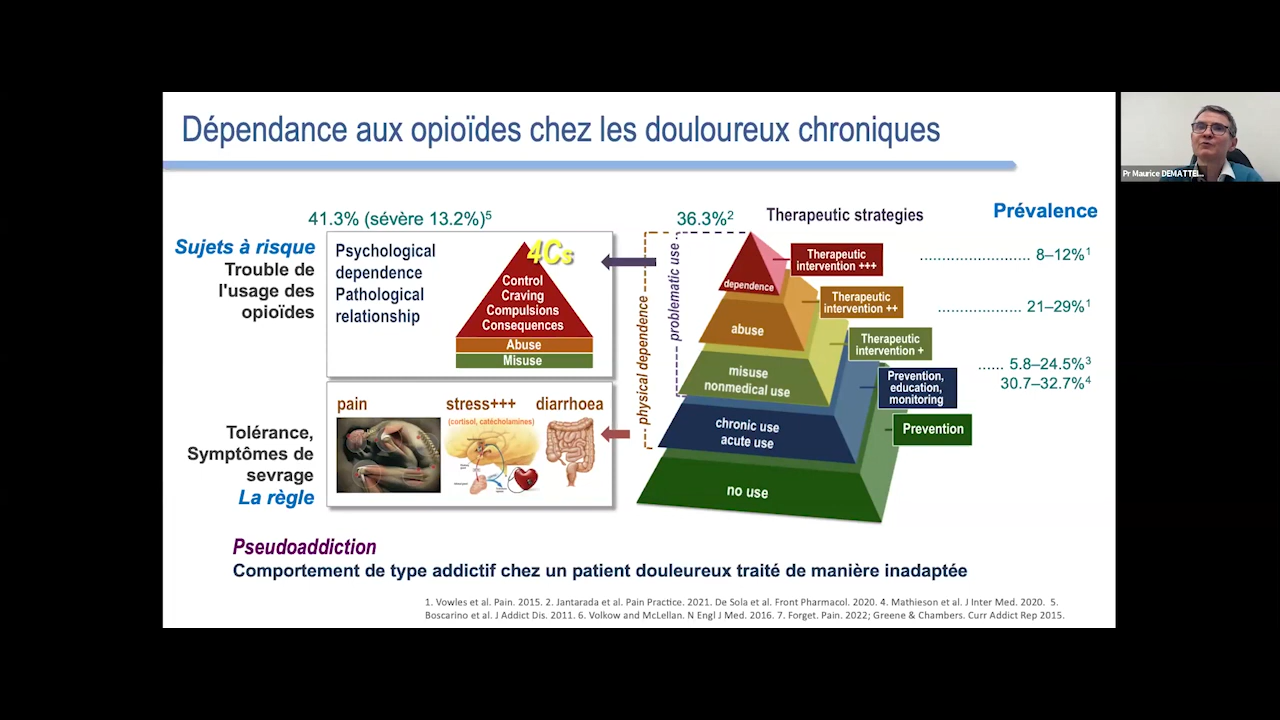 Dépendance aux opioïdes chez les douloureux chroniques
Pr Maurice DEMATTEI...
41.3% (sévère 13.2%)5
36.3%2
Therapeutic strategies
Prévalence
Sujets à risque
Trouble de
l'usage des
opioïdes
Psychological
dependence
Pathological
relationship
4Cs
Control
Craving
Compulsions
Consequences
Abuse
Misuse
physical dependence
problematic use
dependence
abuse
misuse
nonmedical use
chronic use
acute use
no use
Therapeutic
intervention +++
Therapeutic
intervention ++
Therapeutic
intervention +
Prevention,
education,
monitoring
Prevention
......................... 8–12%1
................... 21–29%1
...... 5.8–24.5%3
30.7–32.7%4
Tolérance,
Symptômes de
sevrage
La règle
pain
stress+++
diarrhoea
(cortisol, catécholamines)
Pseudoaddiction
Comportement de type addictif chez un patient douleureux traité de manière inadaptée
1. Vowles et al. Pain. 2015. 2. Jantarada et al. Pain Practice. 2021. De Sola et al. Front Pharmacol. 2020. 4. Mathieson et al. J Inter Med. 2020. 5.
Boscarino et al. J Addict Dis. 2011. 6. Volkow and McLellan. N Engl J Med. 2016. 7. Forget. Pain. 2022; Greene & Chambers. Curr Addict Rep 2015.